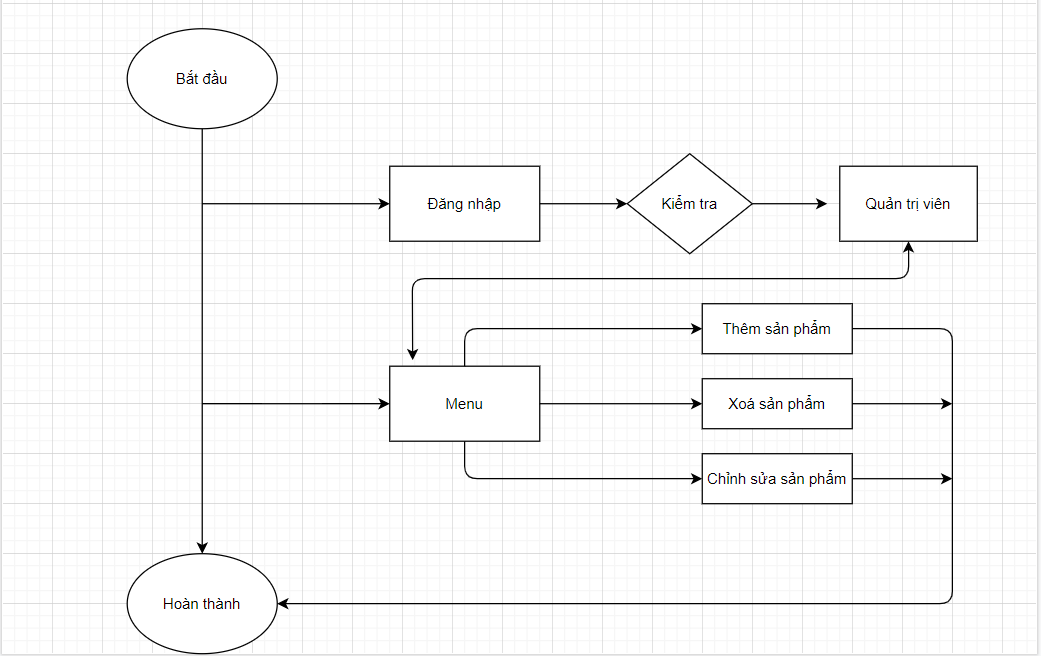 Bắt đầu
Đăng nhập
Kiểm tra
Quản trị viên
Thêm sản phẩm
Menu
Xoá sản phẩm
Chỉnh sửa sản phẩm
Hoàn thành